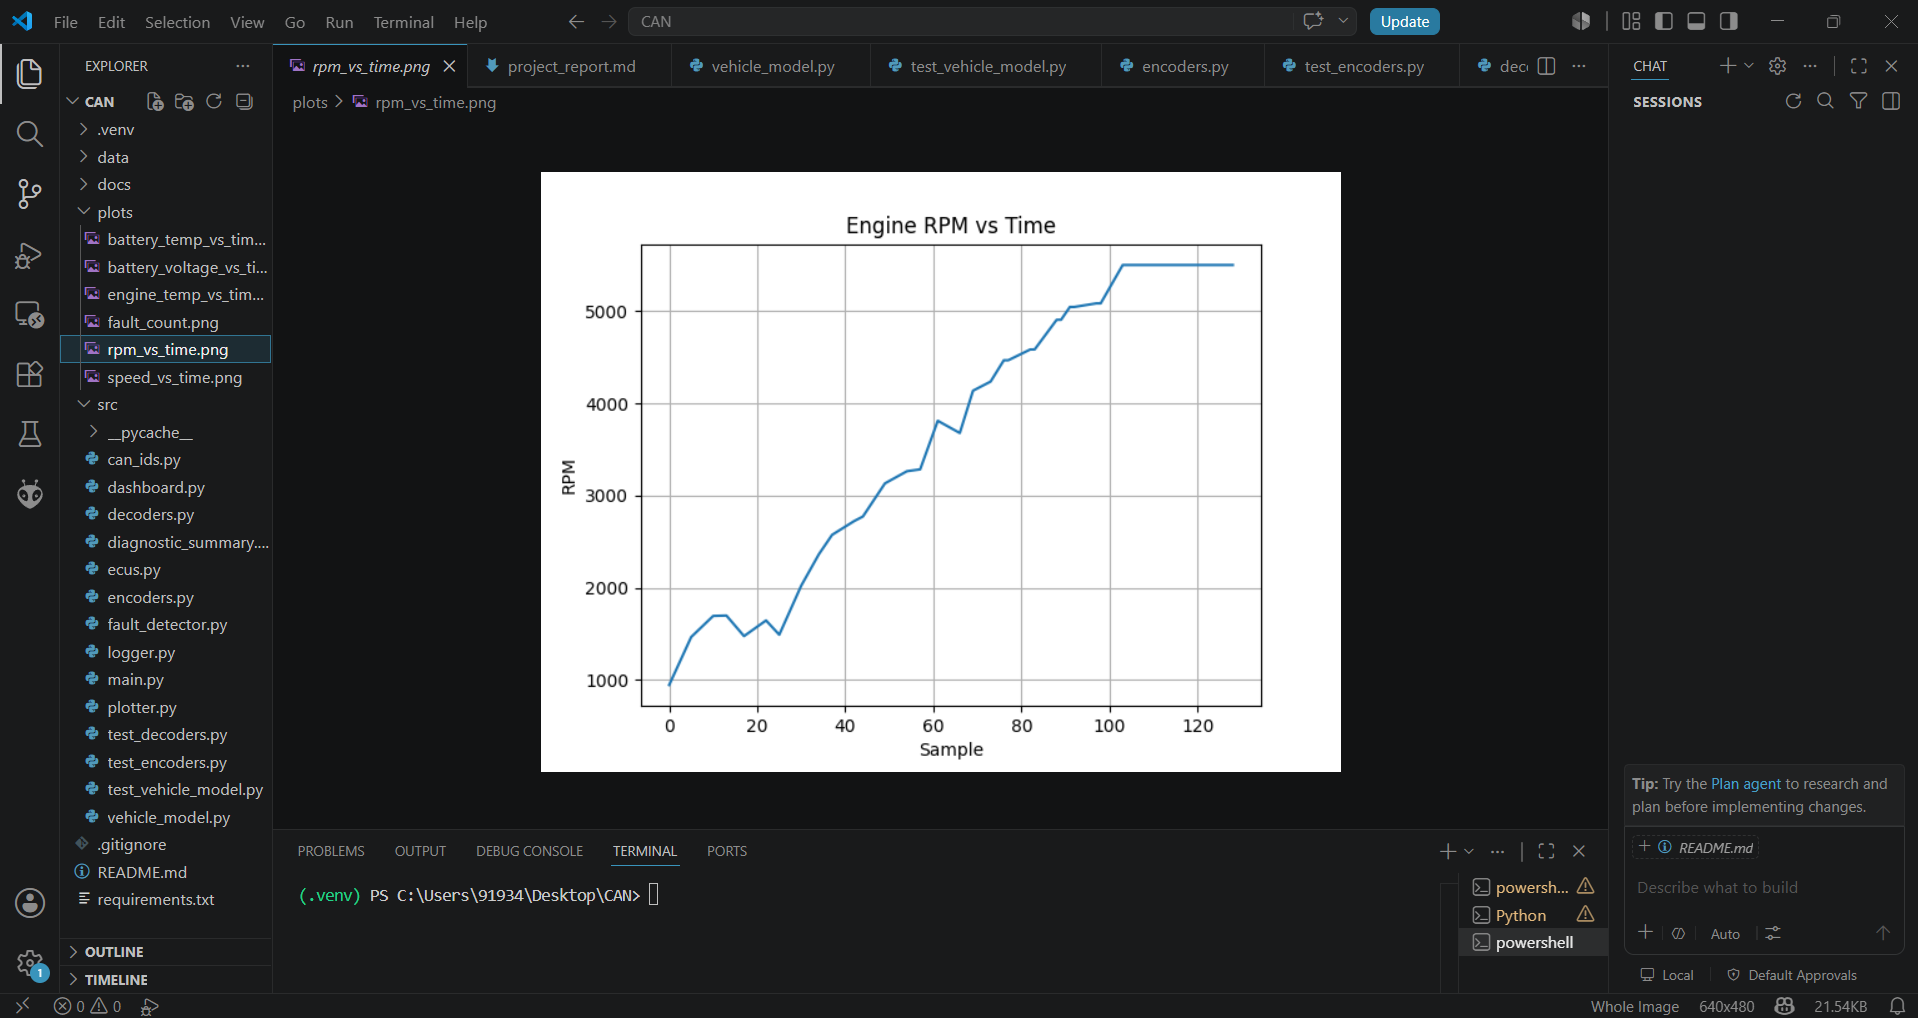 File Edit Selection View Go Run Terminal Help
CAN
Update
EXPLORER
CAN
.venv
data
docs
plots
battery_temp_vs_tim...
battery_voltage_vs_ti...
engine_temp_vs_tim...
fault_count.png
rpm_vs_time.png
speed_vs_time.png
src
__pycache__
can_ids.py
dashboard.py
decoders.py
diagnostic_summary....
ecus.py
encoders.py
fault_detector.py
logger.py
main.py
plotter.py
test_decoders.py
test_encoders.py
test_vehicle_model.py
vehicle_model.py
.gitignore
README.md
requirements.txt
OUTLINE
TIMELINE
rpm_vs_time.png project_report.md vehicle_model.py test_vehicle_model.py encoders.py test_encoders.py dec
plots > rpm_vs_time.png
Engine RPM vs Time
RPM
5000
4000
3000
2000
1000
0 20 40 60 80 100 120
Sample
PROBLEMS OUTPUT DEBUG CONSOLE TERMINAL PORTS
(.venv) PS C:\Users\91934\Desktop\CAN>
powersh...
Python
powershell
CHAT
SESSIONS
Tip: Try the Plan agent to research and
plan before implementing changes.
README.md
Describe what to build
Auto
Local Default Approvals
1
0 0
Whole Image 640x480 21.54KB